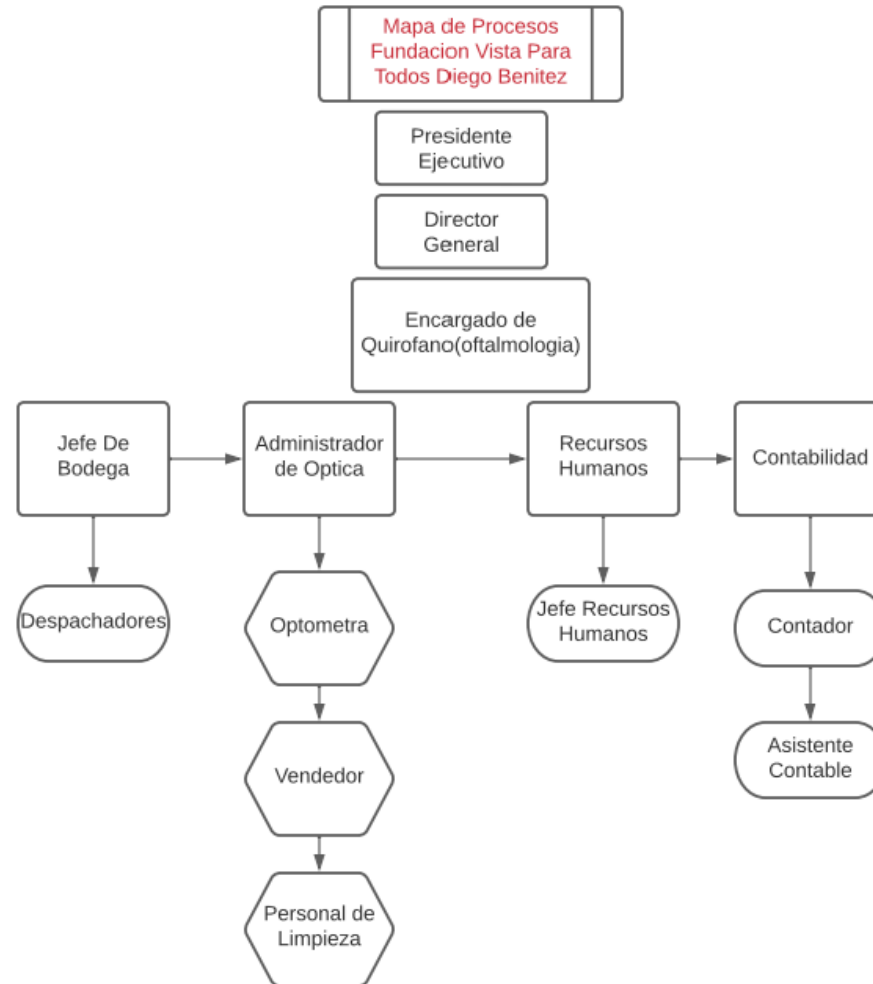 Mapa de Procesos
Fundacion Vista Para
Todos Diego Benitez
Presidente
Ejecutivo
Director
General
Encargado de
Quirofano(oftalmologia)
Jefe De
Bodega
Administrador
de Optica
Recursos
Humanos
Contabilidad
Despachadores
Optometra
Jefe Recursos
Humanos
Contador
Vendedor
Asistente
Contable
Personal de
Limpieza